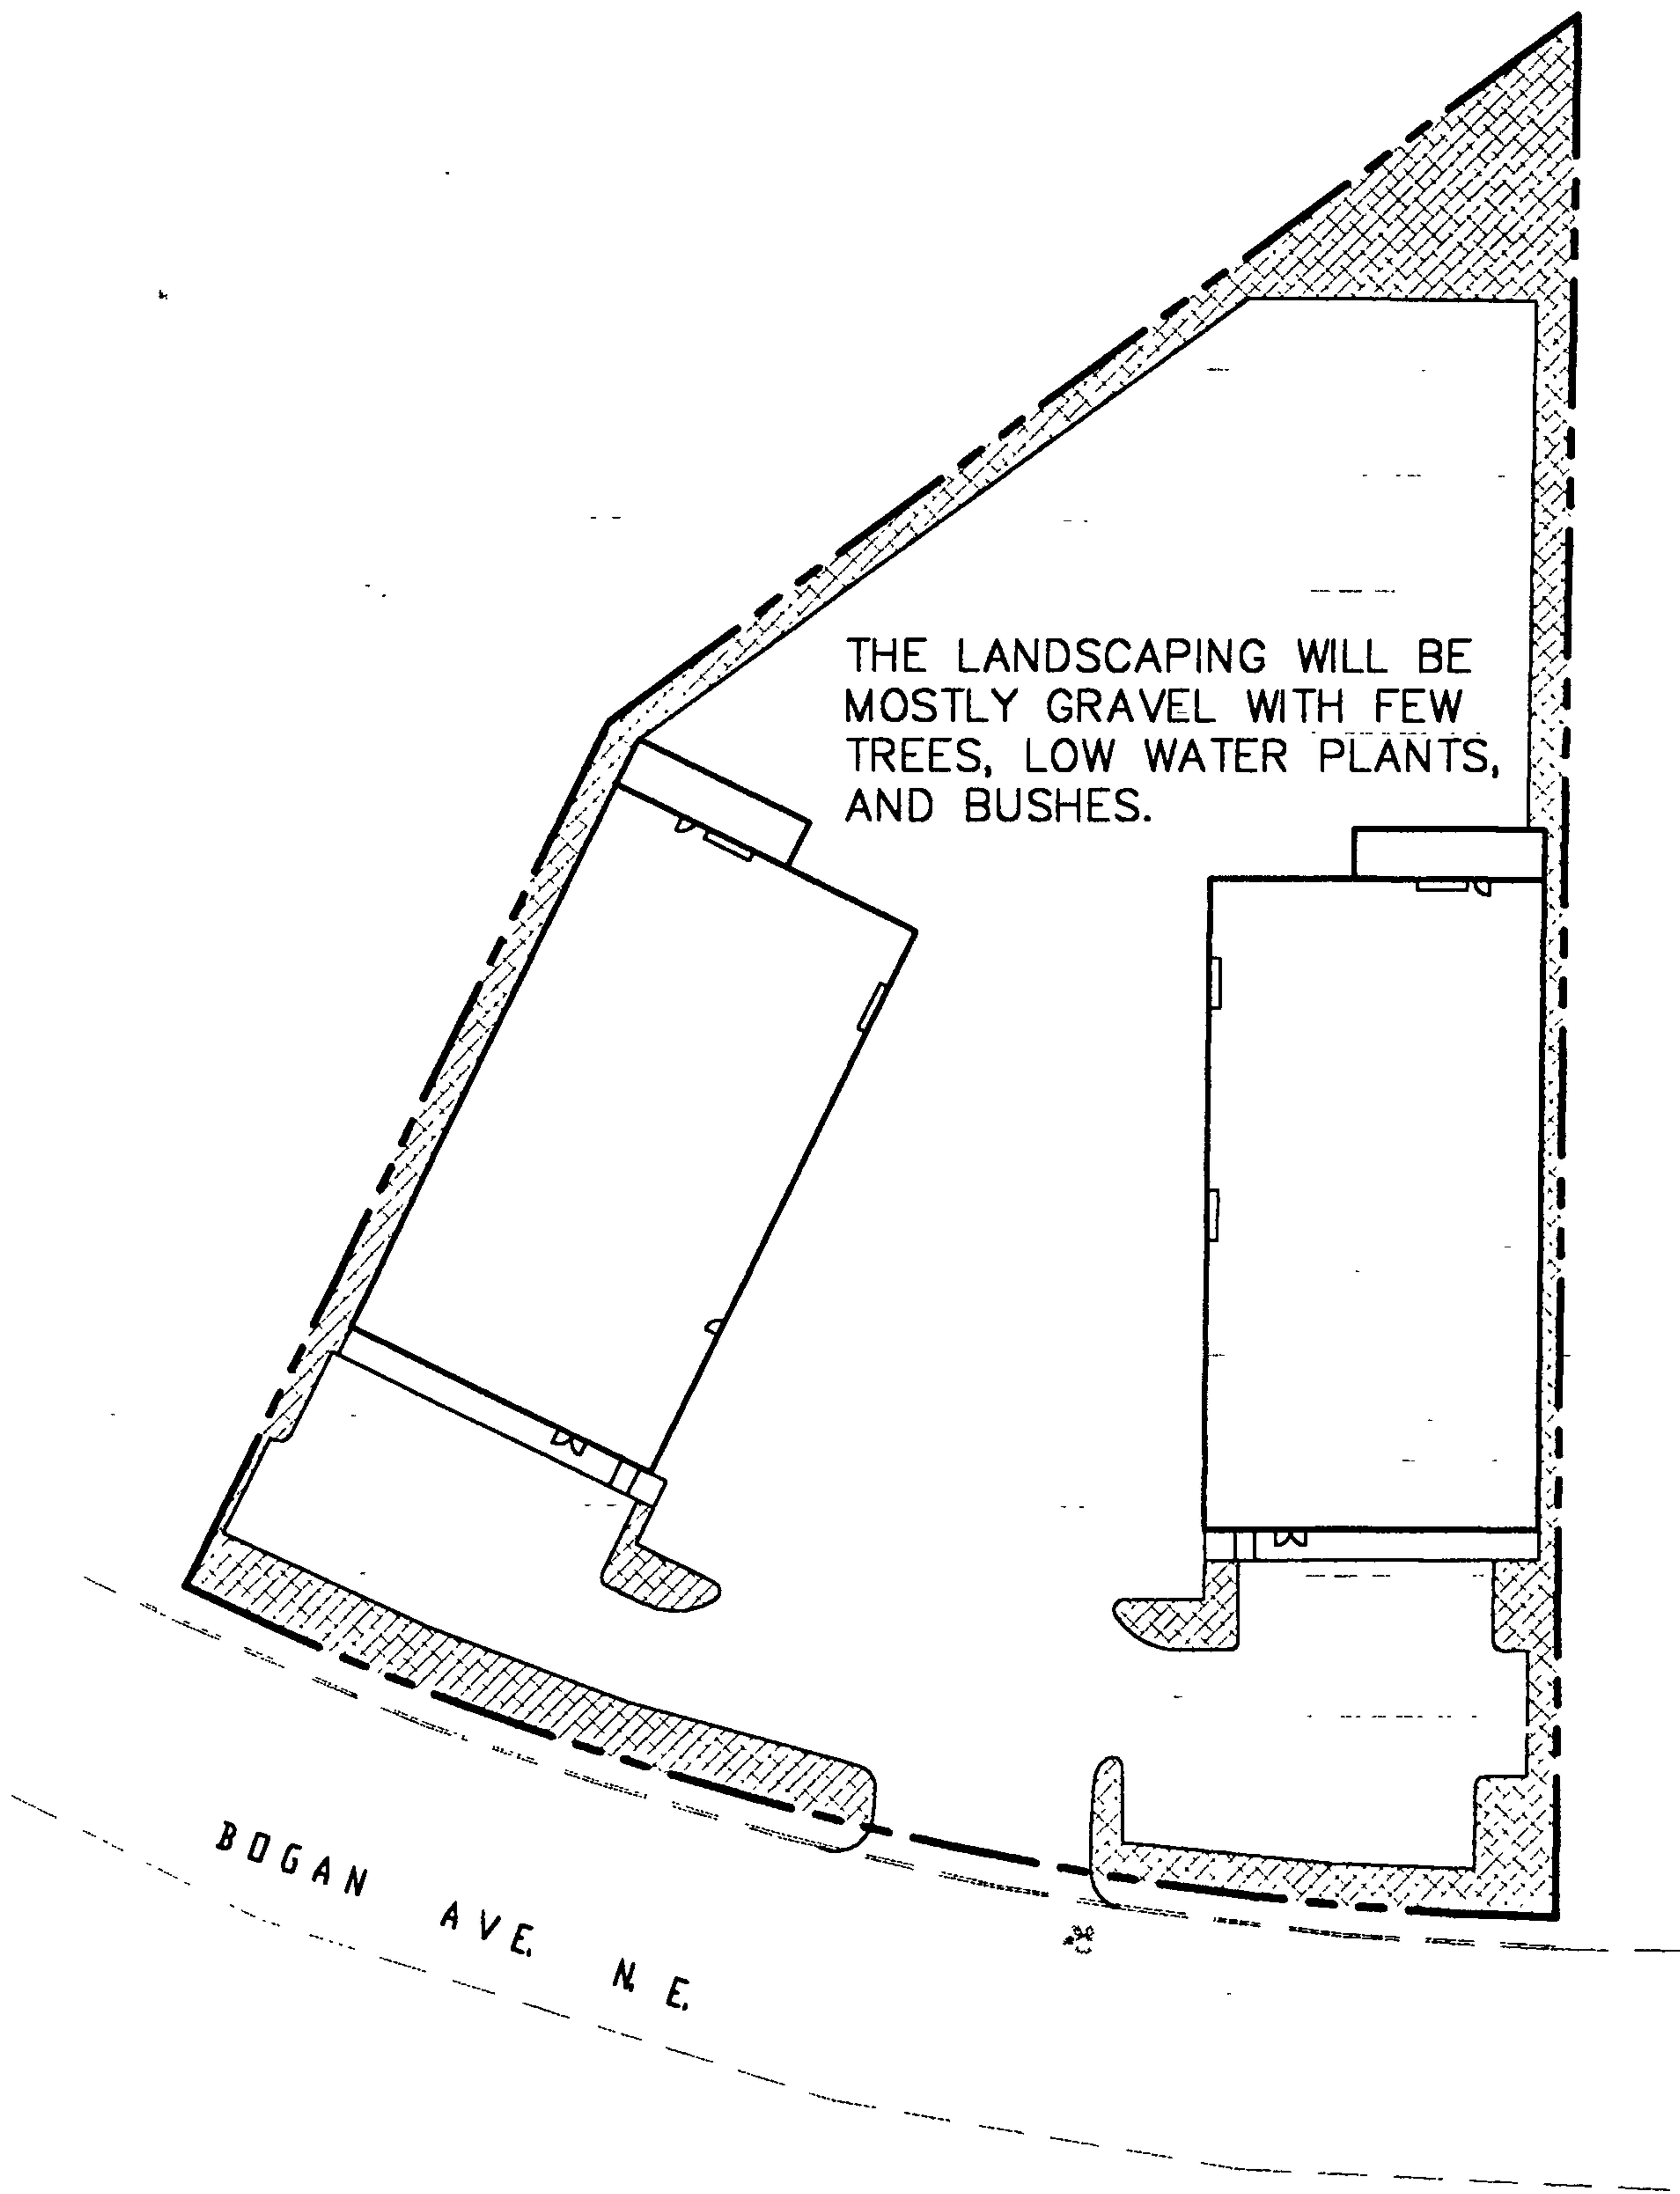 THE LANDSCAPING WILL BE
MOSTLY GRAVEL WITH FEW
TREES, LOW WATER PLANTS,
AND BUSHES.
BOGAN AVE. N.E.